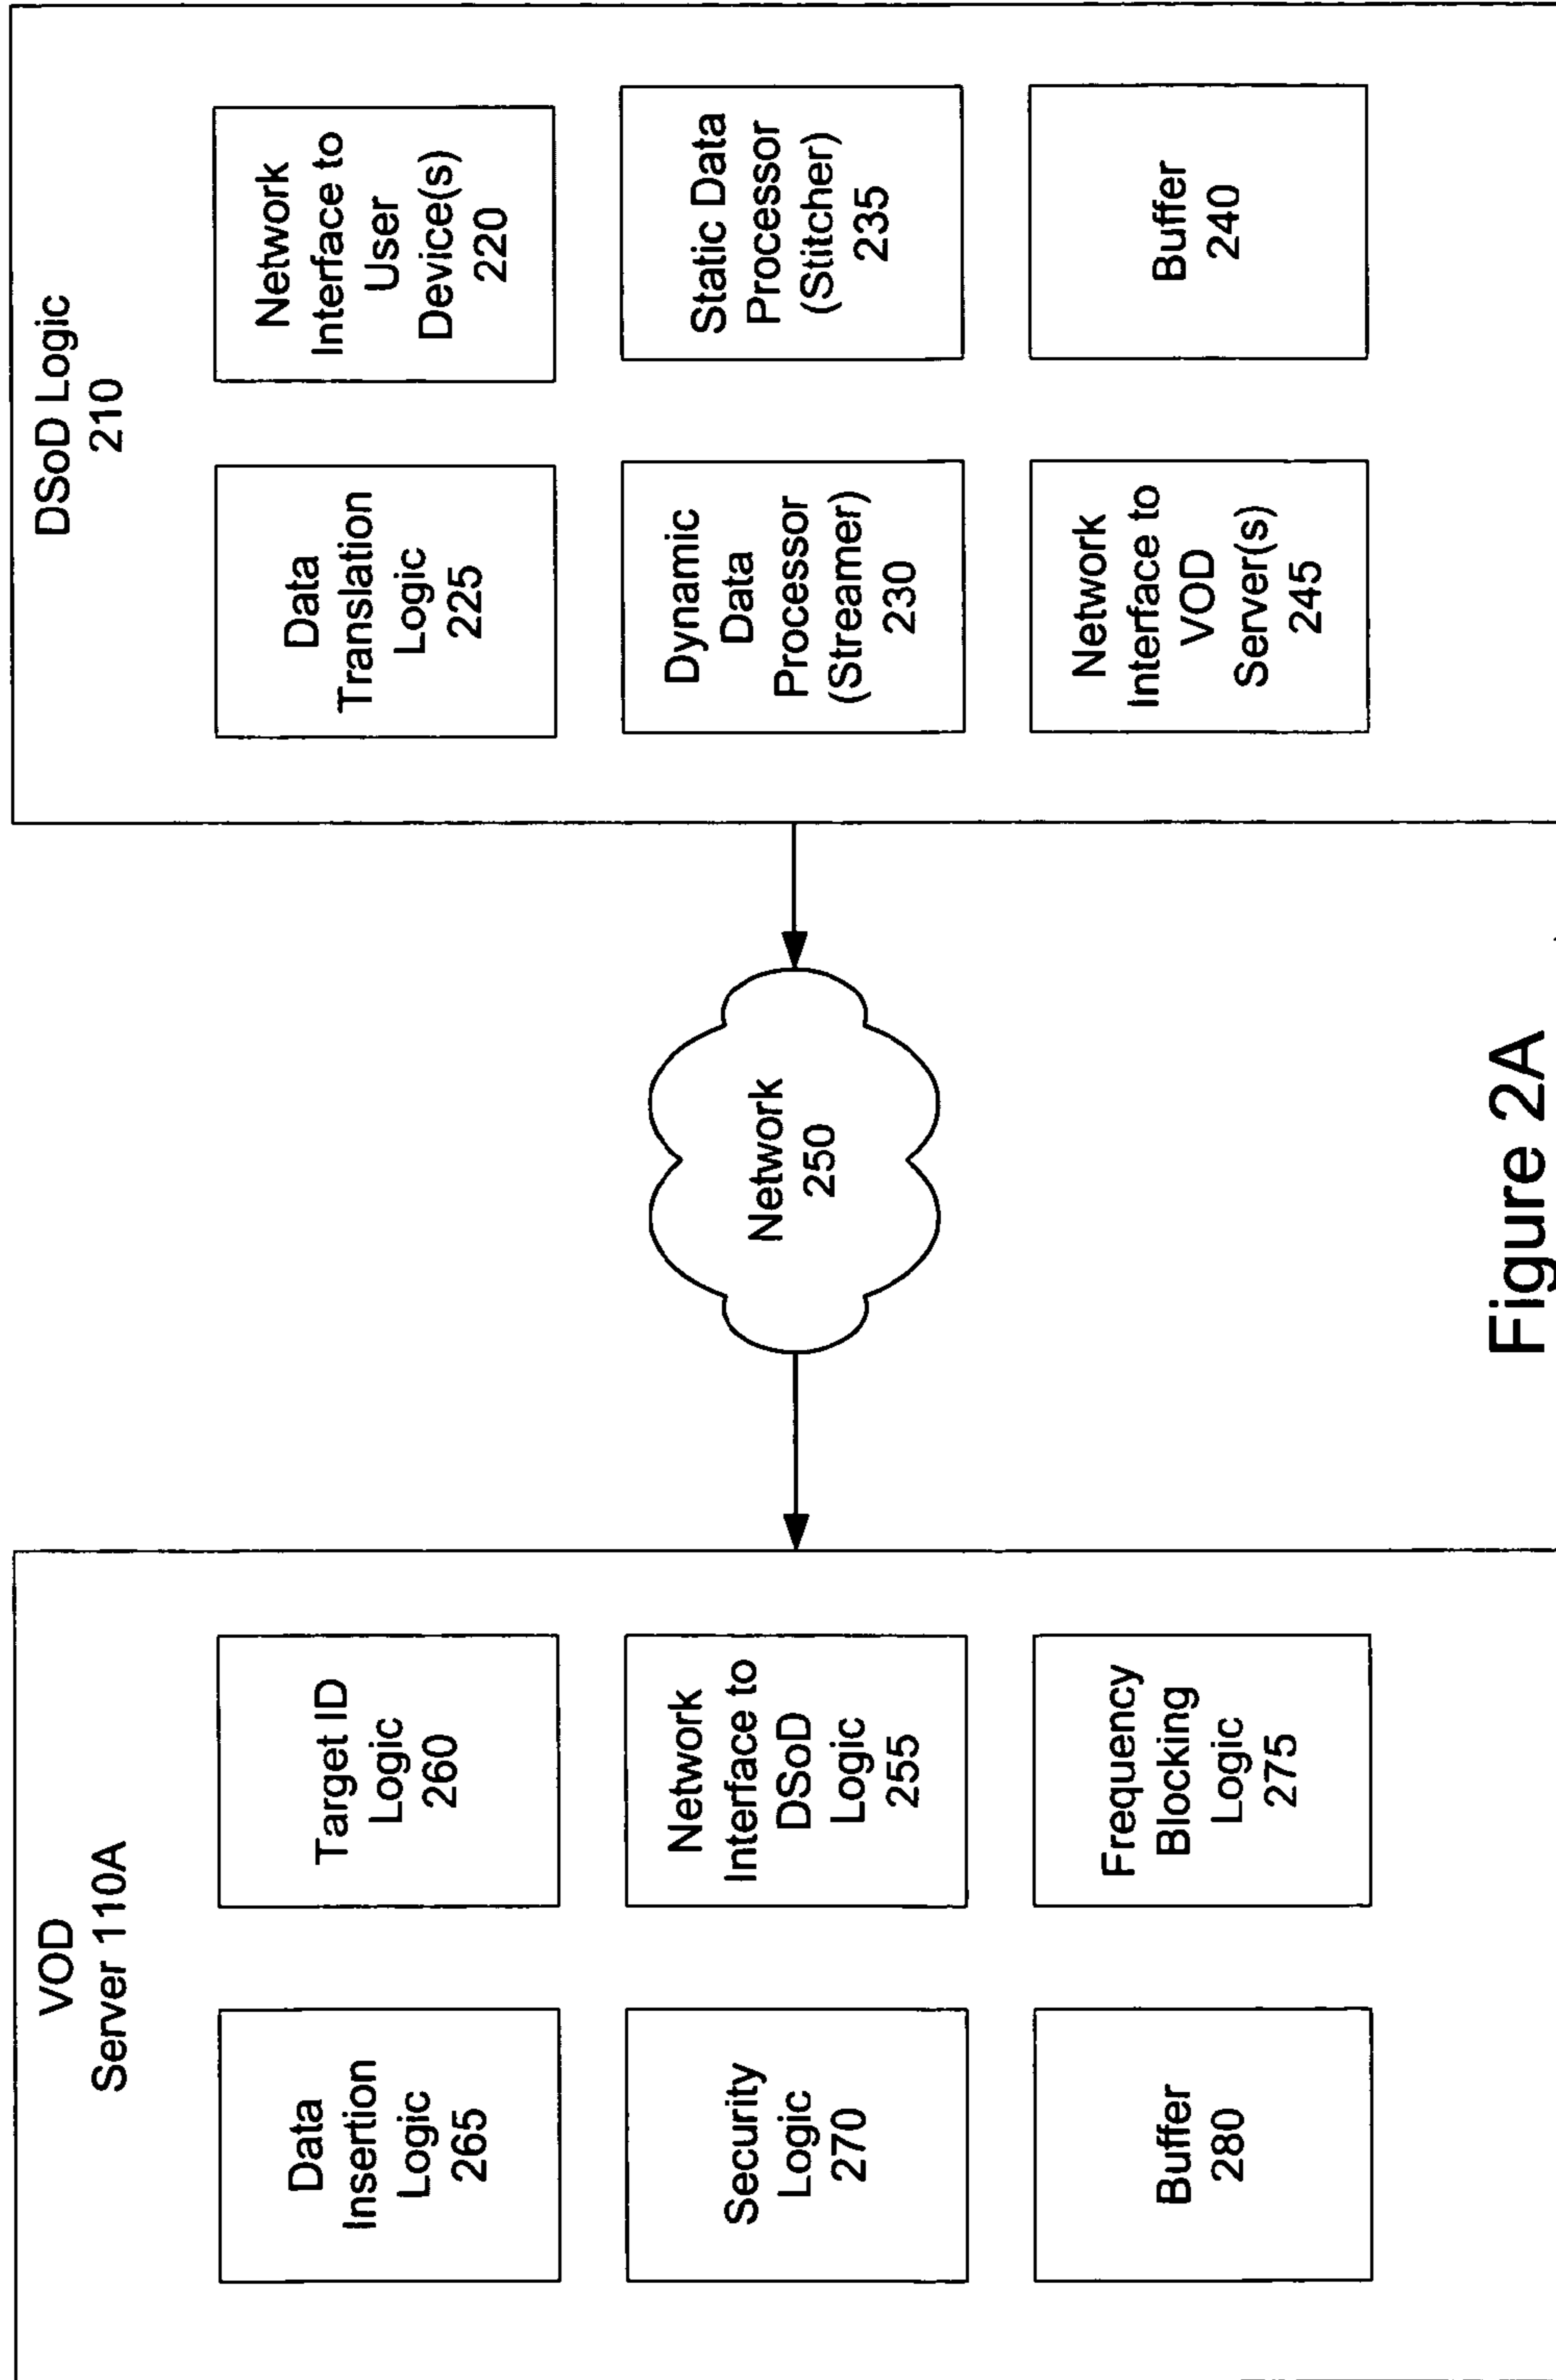 VOD
Server 110A
Data
Insertion
Logic
265
Target ID
Logic
260
Security
Logic
270
Network
Interface to
DSoD
Logic
255
Buffer
280
Frequency
Blocking
Logic
275
Network
250
DSoD Logic
210
Data
Translation
Logic
225
Network
Interface to
User
Device(s)
220
Dynamic
Data
Processor
(Streamer)
230
Static Data
Processor
(Stitcher)
235
Network
Interface to
VOD
Server(s)
245
Buffer
240
Figure 2A